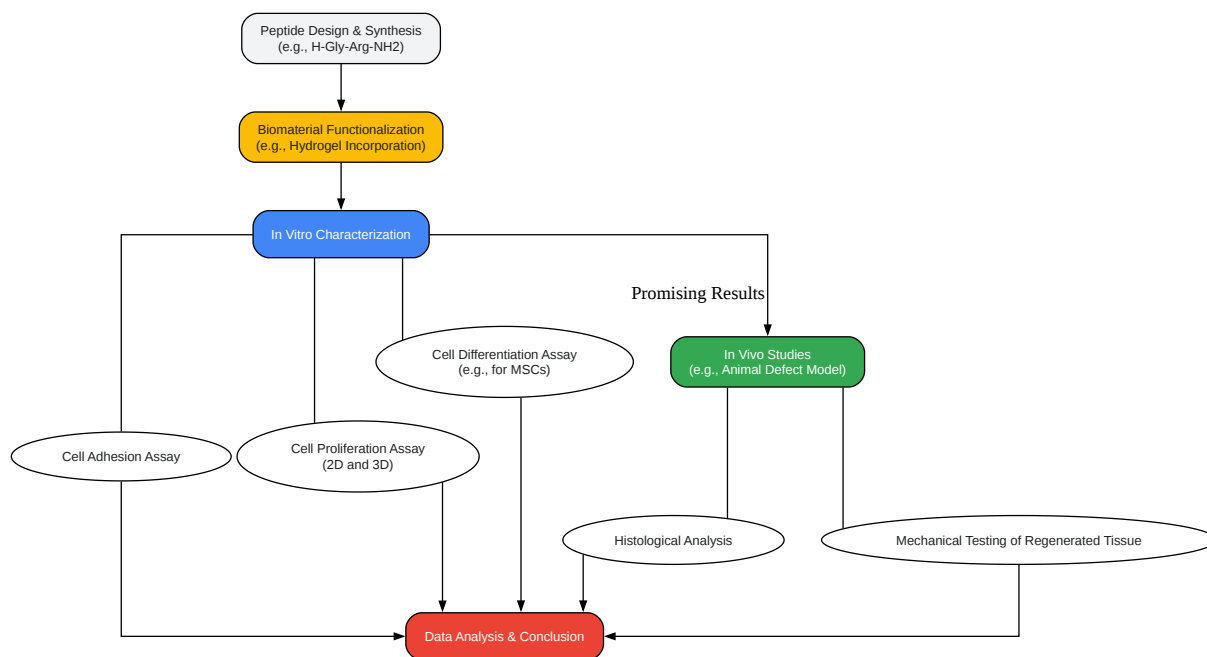 Peptide Design & Synthesis
(e.g., H-Gly-Arg-NH2)
Biomaterial Functionalization
(e.g., Hydrogel Incorporation)
In Vitro Characterization
Promising Results
Cell Differentiation Assay
(e.g., for MSCs)
In Vivo Studies
(e.g., Animal Defect Model)
Cell Adhesion Assay
Cell Proliferation Assay
(2D and 3D)
Histological Analysis
Mechanical Testing of Regenerated Tissue
Data Analysis & Conclusion